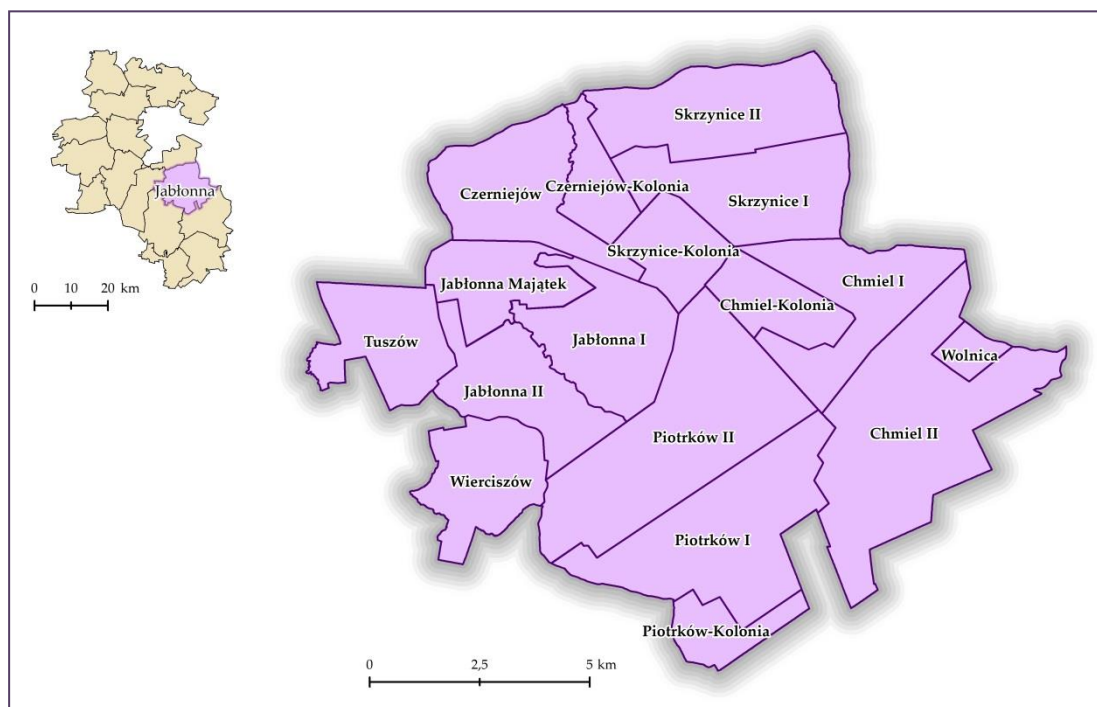 Jabłonna
0 10 20 km
Skrzynice II
Czerniejów-Kolonia
Czerniejów
Skrzynice I
Skrzynice-Kolonia
Jabłonna Majątek
Chmiel I
Chmiel-Kolonia
Tuszów
Jabłonna I
Wolnica
Jabłonna II
Piotrków II
Chmiel II
Wierciszów
Piotrków I
Piotrków-Kolonia
0 2,5 5 km